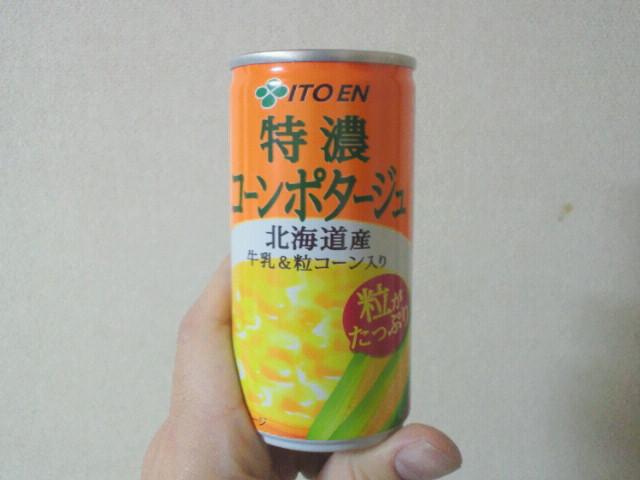 ITO EN
特濃
コーンポタージュ
北海道産
牛乳&粒コーン入り
粒が
たっぷり